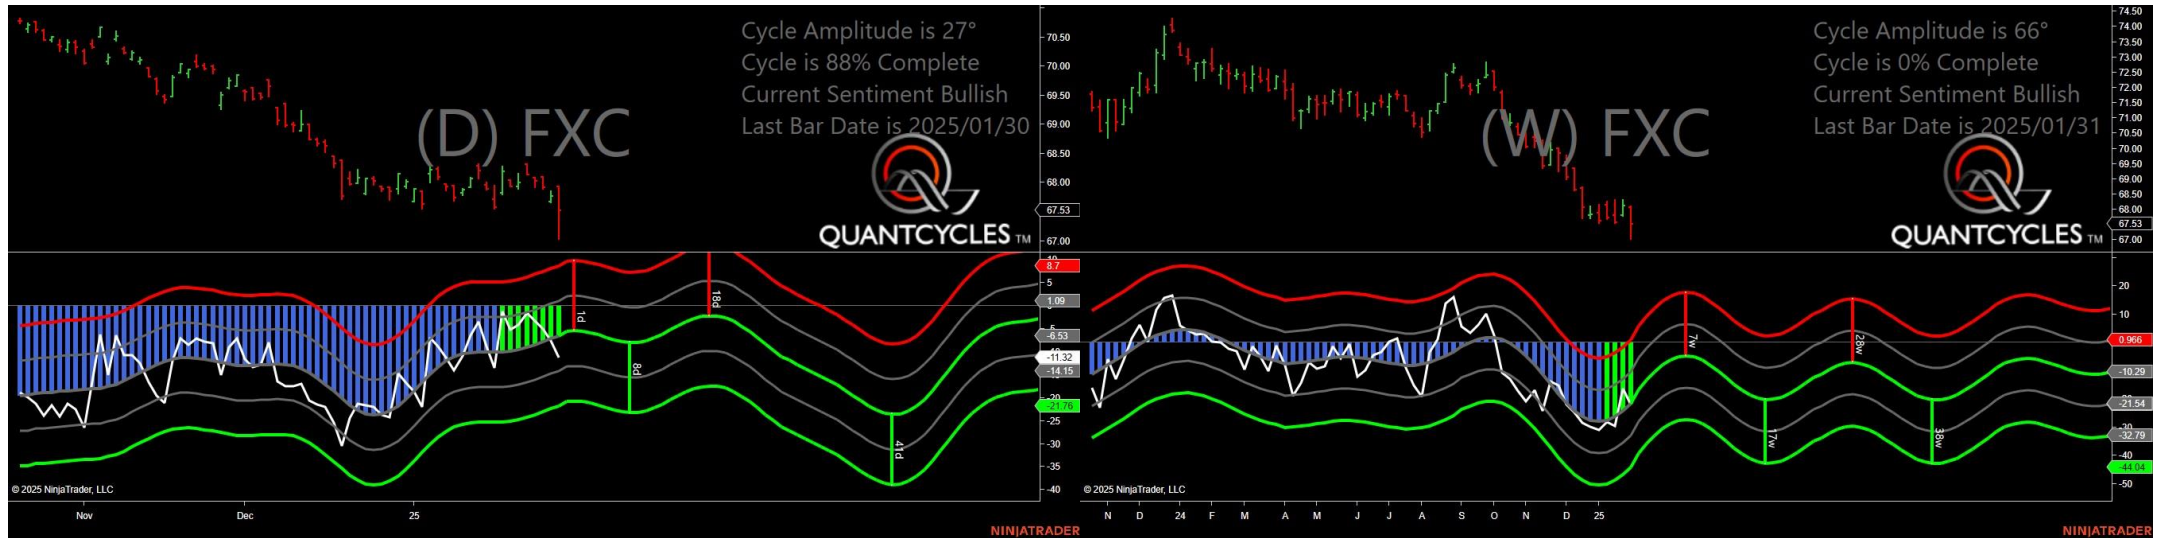 Cycle Amplitude is 27°
Cycle is 88% Complete
Current Sentiment Bullish
Last Bar Date is 2025/01/30
(D) FXC
QUANTCYCLES TM
70.50
70.00
69.50
69.00
68.50
68.00
67.53
67.00
8.7
5
1.09
-6.53
-11.32
-14.15
-20
-21.76
-25
-30
-35
-40
1d
8d
18d
41d
© 2025 NinjaTrader, LLC
Nov
Dec
25
NINJATRADER
Cycle Amplitude is 66°
Cycle is 0% Complete
Current Sentiment Bullish
Last Bar Date is 2025/01/31
(W) FXC
QUANTCYCLES TM
74.50
74.00
73.50
73.00
72.50
72.00
71.50
71.00
70.50
70.00
69.50
69.00
68.50
68.00
67.53
67.00
20
10
0.966
-10.29
-21.54
-32.79
-40
-44.04
-50
7w
17w
28w
38w
© 2025 NinjaTrader, LLC
N
D
24
F
M
A
M
J
J
A
S
O
N
D
25
NINJATRADER